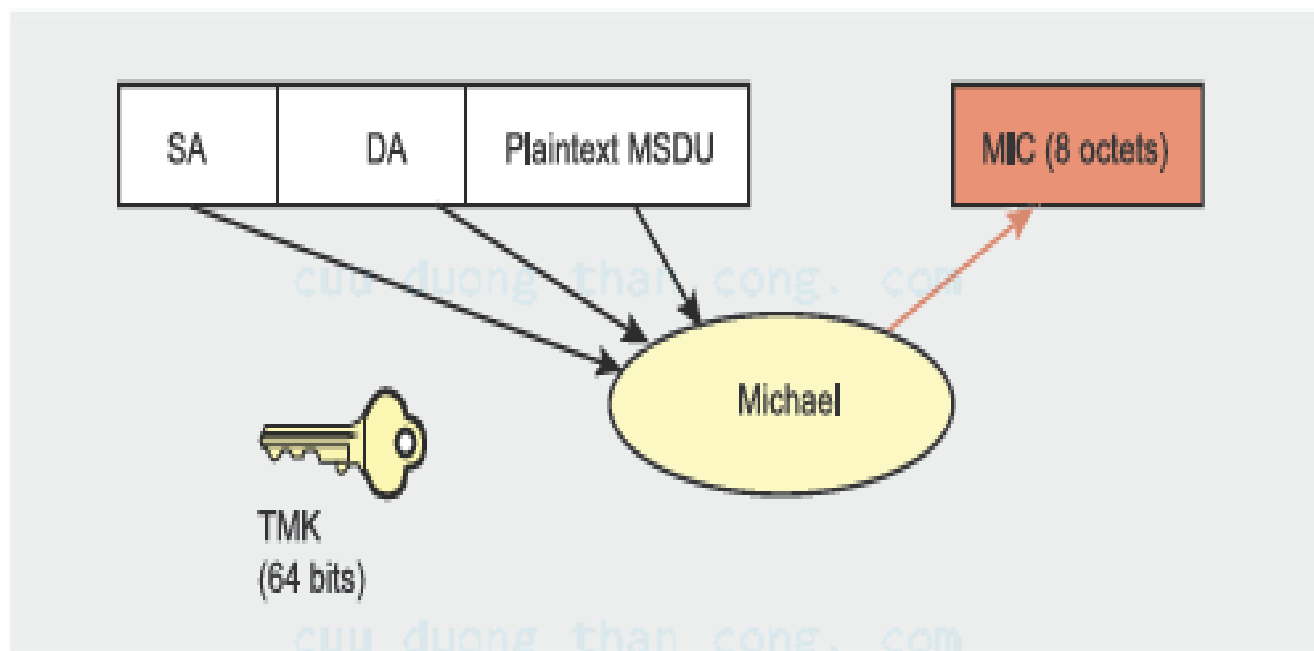 SA
DA
Plaintext MSDU
MIC (8 octets)
cuu duong than cong. com
Michael
TMK
(64 bits)
cuu duong than cong. com